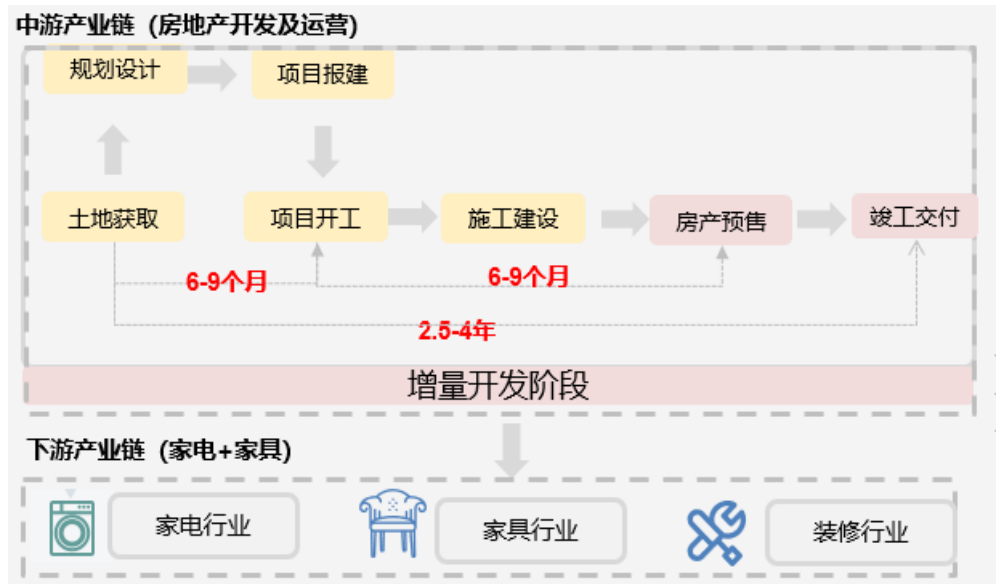 中游产业链（房地产开发及运营）
规划设计
项目报建
土地获取
项目开工
施工建设
房产预售
竣工交付
6-9个月
6-9个月
2.5-4年
增量开发阶段
下游产业链（家电+家具）
家电行业
家具行业
装修行业